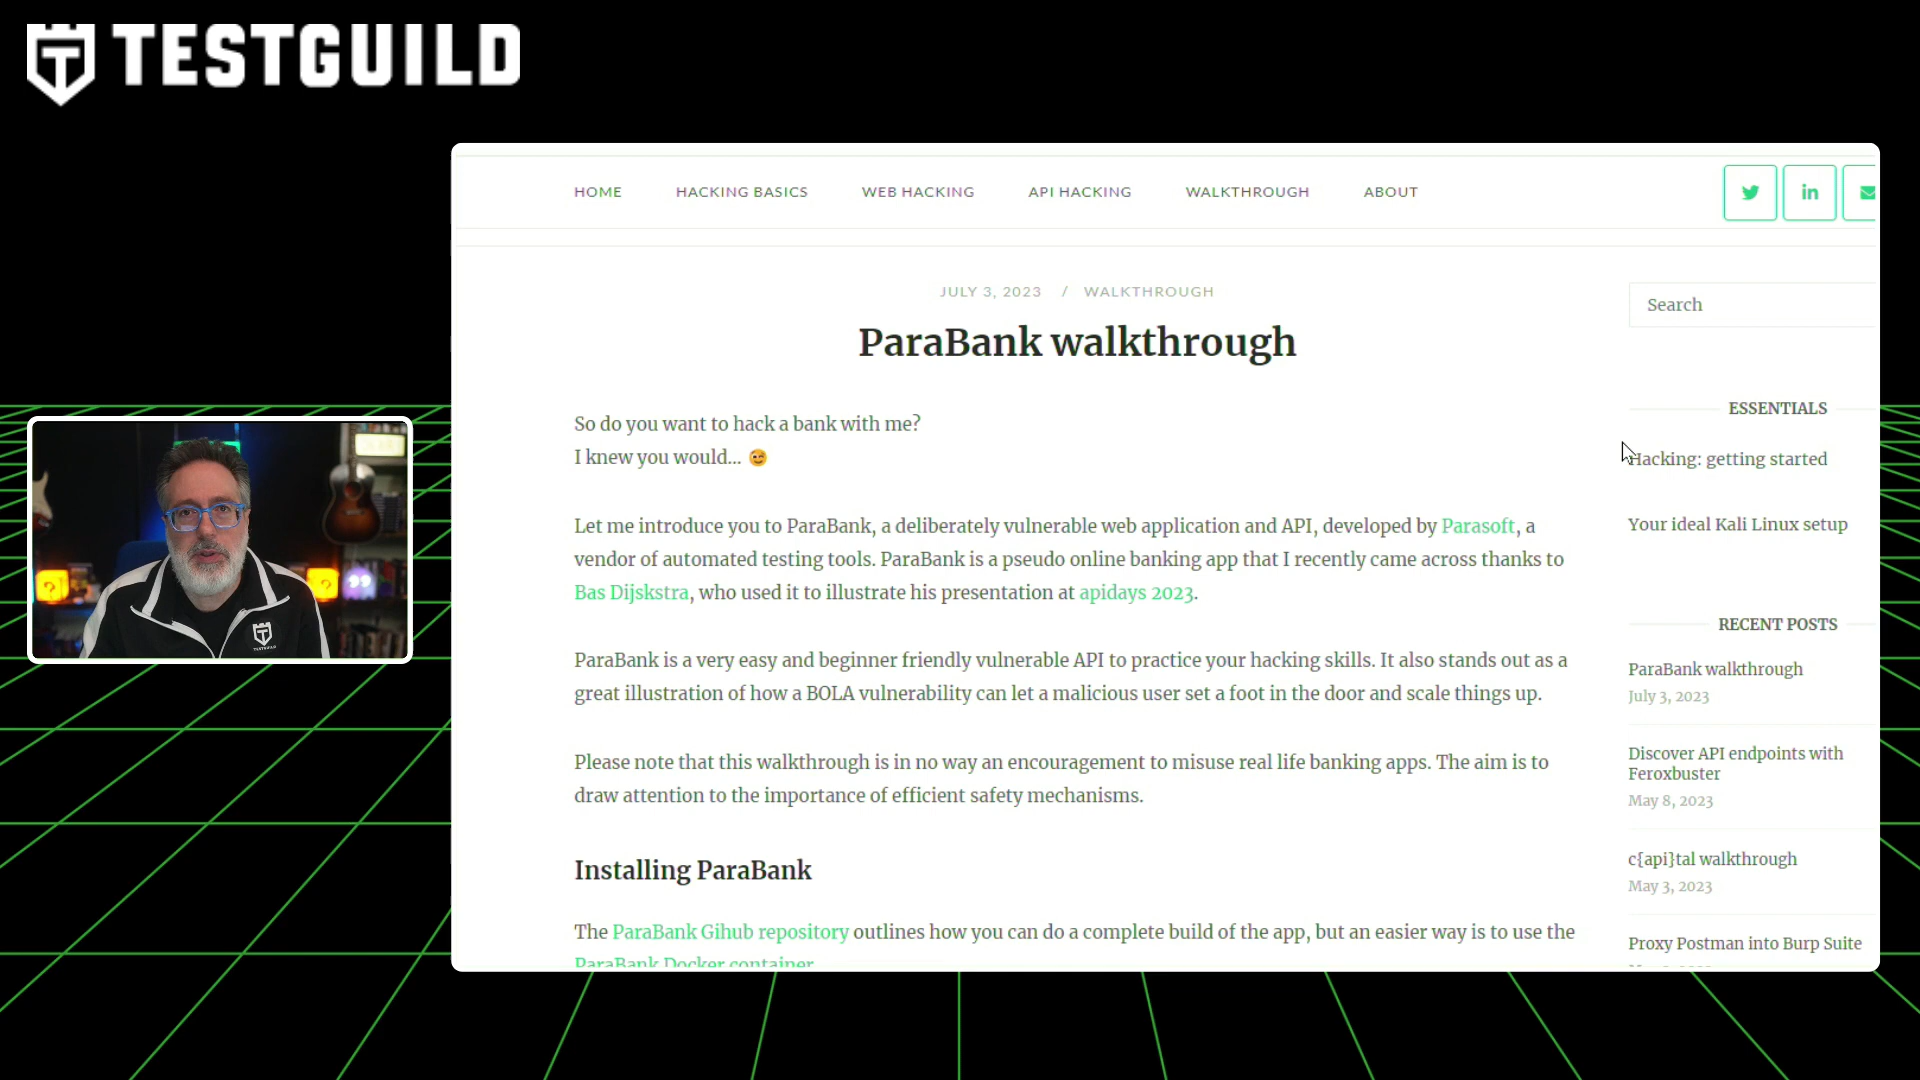 TESTGUILD
HOME HACKING BASICS WEB HACKING API HACKING WALKTHROUGH ABOUT
JULY 3, 2023 / WALKTHROUGH
ParaBank walkthrough
So do you want to hack a bank with me?
I knew you would... 😉
Let me introduce you to ParaBank, a deliberately vulnerable web application and API, developed by Parasoft, a
vendor of automated testing tools. ParaBank is a pseudo online banking app that I recently came across thanks to
Bas Dijskstra, who used it to illustrate his presentation at apidays 2023.
ParaBank is a very easy and beginner friendly vulnerable API to practice your hacking skills. It also stands out as a
great illustration of how a BOLA vulnerability can let a malicious user set a foot in the door and scale things up.
Please note that this walkthrough is in no way an encouragement to misuse real life banking apps. The aim is to
draw attention to the importance of efficient safety mechanisms.
Installing ParaBank
The ParaBank Gihub repository outlines how you can do a complete build of the app, but an easier way is to use the
ParaBank Docker container
Search
ESSENTIALS
Hacking: getting started
Your ideal Kali Linux setup
RECENT POSTS
ParaBank walkthrough
July 3, 2023
Discover API endpoints with
Feroxbuster
May 8, 2023
c{api}tal walkthrough
May 3, 2023
Proxy Postman into Burp Suite